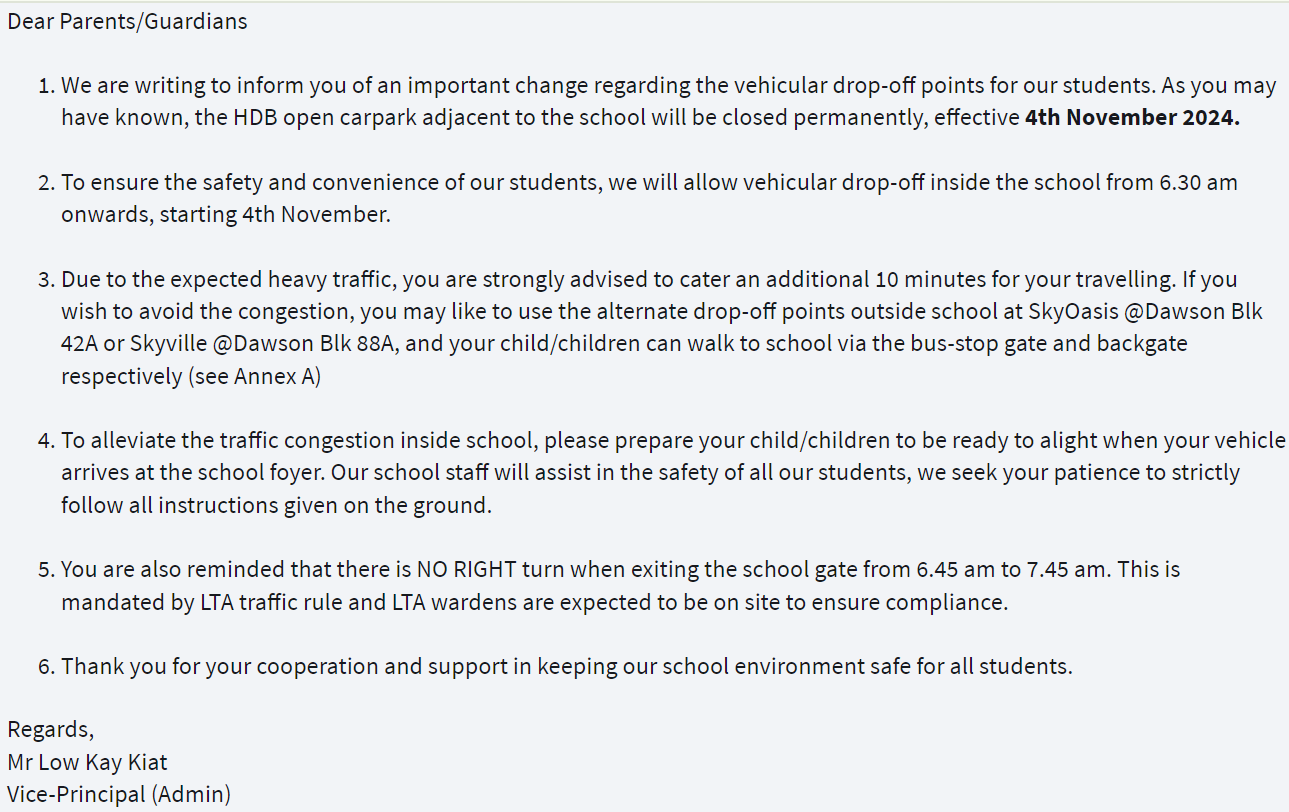 Dear Parents/Guardians
1. We are writing to inform you of an important change regarding the vehicular drop-off points for our students. As you may
have known, the HDB open carpark adjacent to the school will be closed permanently, effective 4th November 2024.
2. To ensure the safety and convenience of our students, we will allow vehicular drop-off inside the school from 6.30 am
onwards, starting 4th November.
3. Due to the expected heavy traffic, you are strongly advised to cater an additional 10 minutes for your travelling. If you
wish to avoid the congestion, you may like to use the alternate drop-off points outside school at SkyOasis @Dawson Blk
42A or Skyville @Dawson Blk 88A, and your child/children can walk to school via the bus-stop gate and backgate
respectively (see Annex A)
4. To alleviate the traffic congestion inside school, please prepare your child/children to be ready to alight when your vehicle
arrives at the school foyer. Our school staff will assist in the safety of all our students, we seek your patience to strictly
follow all instructions given on the ground.
5. You are also reminded that there is NO RIGHT turn when exiting the school gate from 6.45 am to 7.45 am. This is
mandated by LTA traffic rule and LTA wardens are expected to be on site to ensure compliance.
6. Thank you for your cooperation and support in keeping our school environment safe for all students.
Regards,
Mr Low Kay Kiat
Vice-Principal (Admin)